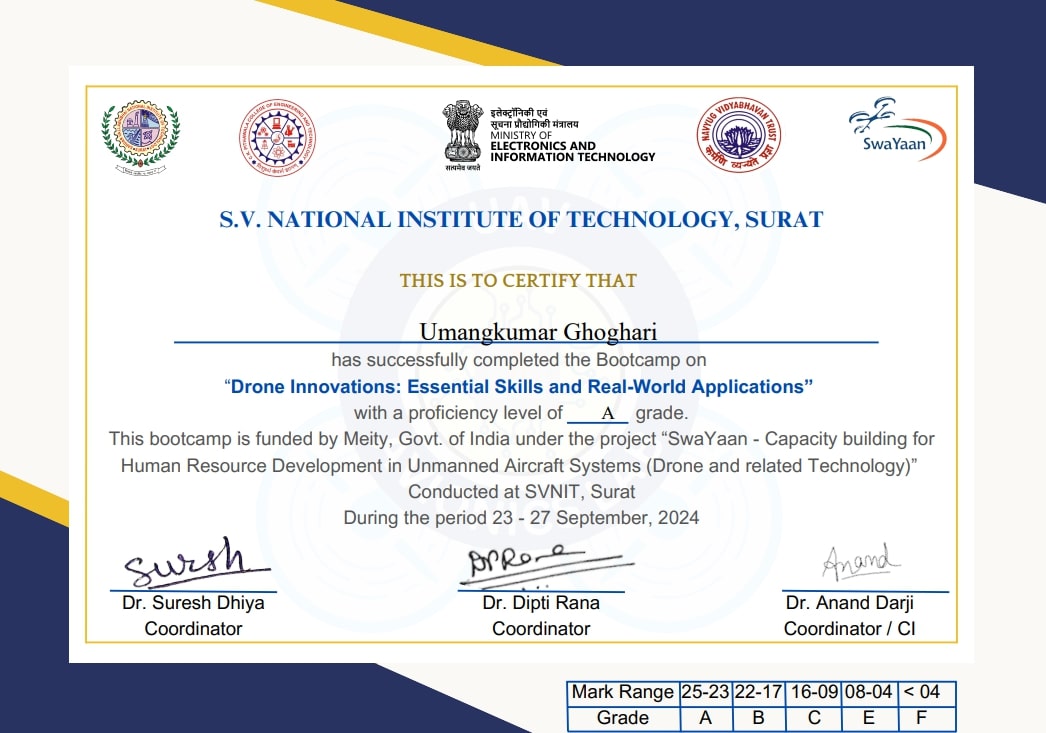 इलेक्ट्रॉनिकी एवं
सूचना प्रौद्योगिकी मंत्रालय
MINISTRY OF
ELECTRONICS AND
INFORMATION TECHNOLOGY
सत्यमेव जयते
NAVYUG VIDYABHAVAN TRUST
SwaYaan
S.V. NATIONAL INSTITUTE OF TECHNOLOGY, SURAT
THIS IS TO CERTIFY THAT
Umangkumar Ghoghari
has successfully completed the Bootcamp on
“Drone Innovations: Essential Skills and Real-World Applications”
with a proficiency level of A grade.
This bootcamp is funded by Meity, Govt. of India under the project “SwaYaan - Capacity building for
Human Resource Development in Unmanned Aircraft Systems (Drone and related Technology)”
Conducted at SVNIT, Surat
During the period 23 - 27 September, 2024
Suresh Anand
Dr. Suresh Dhiya Dr. Dipti Rana Dr. Anand Darji
Coordinator Coordinator Coordinator / CI
Mark Range 25-23 22-17 16-09 08-04 < 04
Grade A B C E F